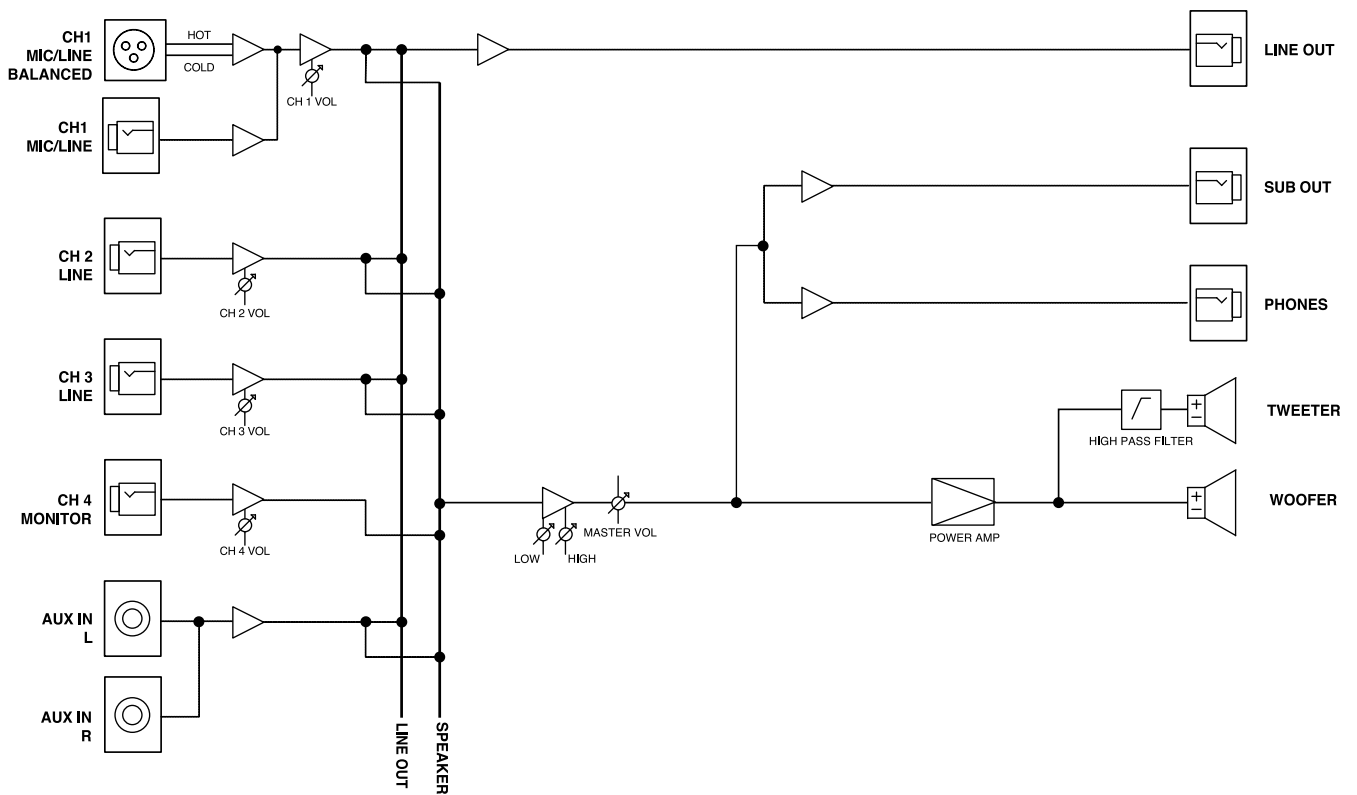 CH1
MIC/LINE
BALANCED
HOT
COLD
CH 1 VOL
LINE OUT
CH1
MIC/LINE
SUB OUT
CH 2
LINE
CH 2 VOL
PHONES
CH 3
LINE
CH 3 VOL
TWEETER
+
−
HIGH PASS FILTER
CH 4
MONITOR
CH 4 VOL
LOW
HIGH
MASTER VOL
POWER AMP
+
−
WOOFER
AUX IN
L
AUX IN
R
LINE OUT
SPEAKER